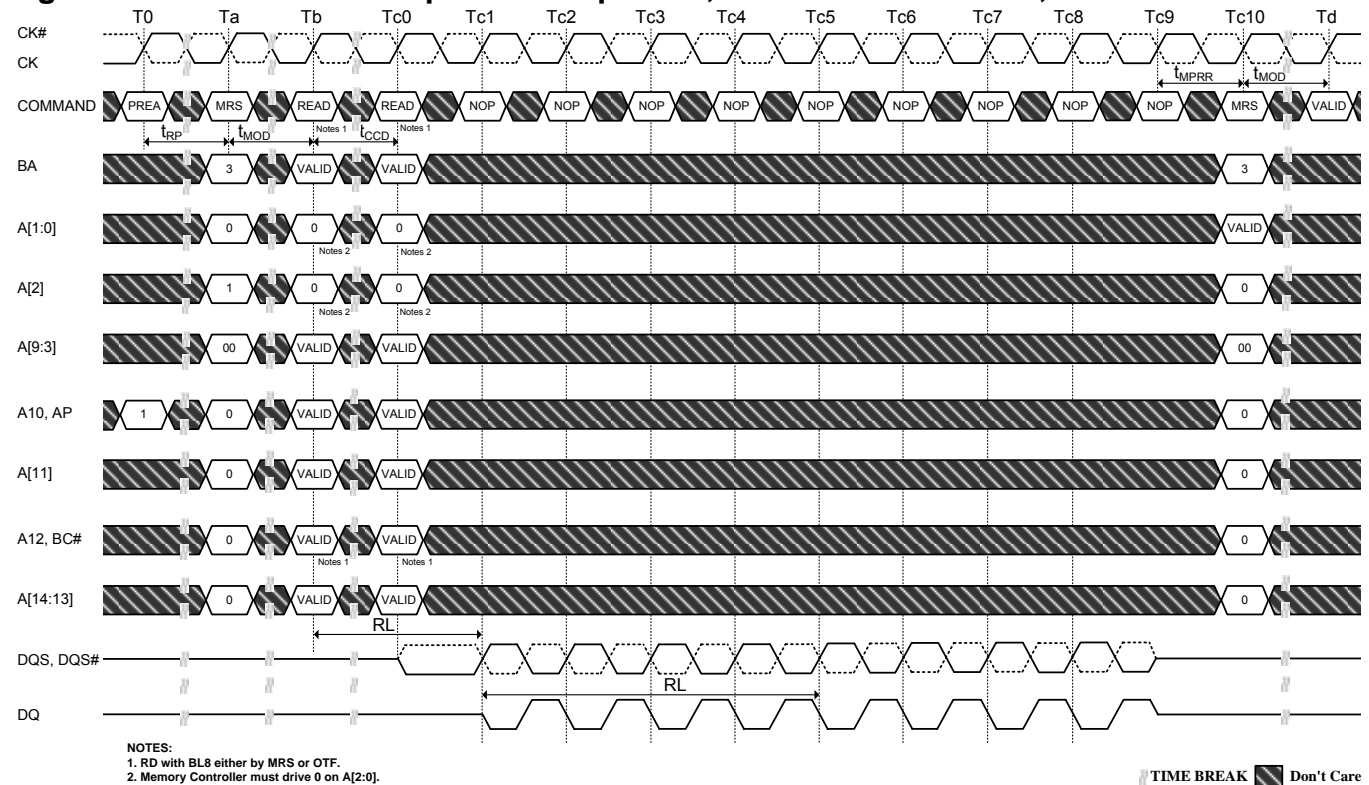 T0 Ta Tb Tc0 Tc1 Tc2 Tc3 Tc4 Tc5 Tc6 Tc7 Tc8 Tc9 Tc10 Td
CK#
CK
tMPRR tMOD
COMMAND PREA MRS READ READ NOP NOP NOP NOP NOP NOP NOP NOP NOP MRS VALID
Notes 1 Notes 1
tRP tMOD tCCD
BA 3 VALID VALID 3
A[1:0] 0 0 0 VALID
Notes 2 Notes 2
A[2] 1 0 0 0
Notes 2 Notes 2
A[9:3] 00 VALID VALID 00
A10, AP 1 0 VALID VALID 0
A[11] 0 VALID VALID 0
A12, BC# 0 VALID VALID 0
Notes 1 Notes 1
A[14:13] 0 VALID VALID 0
RL
DQS, DQS#
RL
DQ
NOTES:
1. RD with BL8 either by MRS or OTF.
2. Memory Controller must drive 0 on A[2:0].
TIME BREAK Don't Care